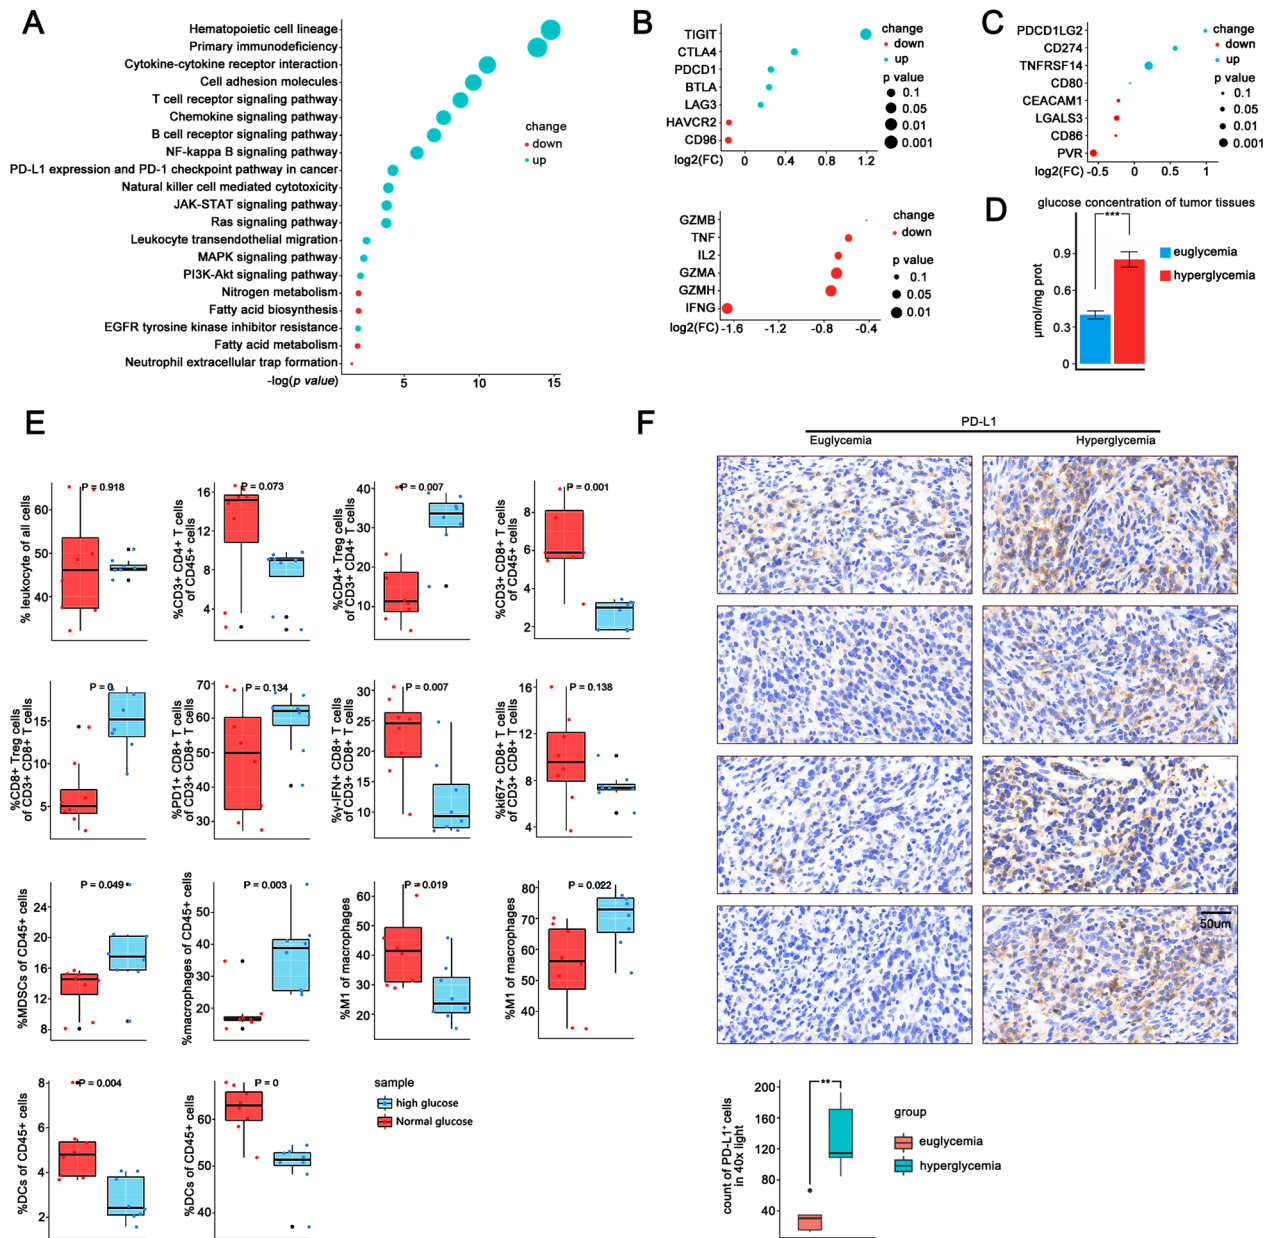 A
Hematopoietic cell lineage
Primary immunodeficiency
Cytokine-cytokine receptor interaction
Cell adhesion molecules
T cell receptor signaling pathway
Chemokine signaling pathway
B cell receptor signaling pathway
NF-kappa B signaling pathway
PD-L1 expression and PD-1 checkpoint pathway in cancer
Natural killer cell mediated cytotoxicity
JAK-STAT signaling pathway
Ras signaling pathway
Leukocyte transendothelial migration
MAPK signaling pathway
PI3K-Akt signaling pathway
Nitrogen metabolism
Fatty acid biosynthesis
EGFR tyrosine kinase inhibitor resistance
Fatty acid metabolism
Neutrophil extracellular trap formation
-log(p value)
5
10
15
change
down
up
B
TIGIT
CTLA4
PDCD1
BTLA
LAG3
HAVCR2
CD96
log2(FC)
0
0.4
0.8
1.2
change
down
up
p value
0.1
0.05
0.01
0.001
GZMB
TNF
IL2
GZMA
GZMH
IFNG
log2(FC)
-1.6
-1.2
-0.8
-0.4
change
down
p value
0.1
0.05
0.01
C
PDCD1LG2
CD274
TNFRSF14
CD80
CEACAM1
LGALS3
CD86
PVR
log2(FC)
-0.5
0
0.5
1
change
down
up
p value
0.1
0.05
0.01
0.001
D
glucose concentration of tumor tissues
***
μmol/mg prot
0.9
0.6
0.3
0
euglycemia
hyperglycemia
E
% leukocyte of all cells
60
50
40
P = 0.918
%CD3+ CD4+ T cells
of CD45+ cells
16
12
8
4
P = 0.073
%CD4+ Treg cells
of CD3+ CD4+ T cells
40
30
20
10
P = 0.007
%CD3+ CD8+ T cells
of CD45+ cells
8
6
4
2
P = 0.001
%CD8+ Treg cells
of CD3+ CD8+ T cells
15
10
5
P = 0
%PD1+ CD8+ T cells
of CD3+ CD8+ T cells
70
60
50
40
30
P = 0.134
%γ-IFN+ CD8+ T cells
of CD3+ CD8+ T cells
30
25
20
15
10
P = 0.007
%ki67+ CD8+ T cells
of CD3+ CD8+ T cells
16
12
8
4
P = 0.138
%MDSCs of CD45+ cells
24
20
16
12
8
P = 0.049
%macrophages of CD45+ cells
50
40
30
20
P = 0.003
%M1 of macrophages
60
50
40
30
20
P = 0.019
%M1 of macrophages
80
70
60
50
40
P = 0.022
%DCs of CD45+ cells
8
6
4
2
P = 0.004
%DCs of CD45+ cells
60
50
40
P = 0
sample
high glucose
Normal glucose
F
PD-L1
Euglycemia
Hyperglycemia
50um
count of PD-L1⁺ cells
in 40x light
200
160
120
80
40
**
group
euglycemia
hyperglycemia